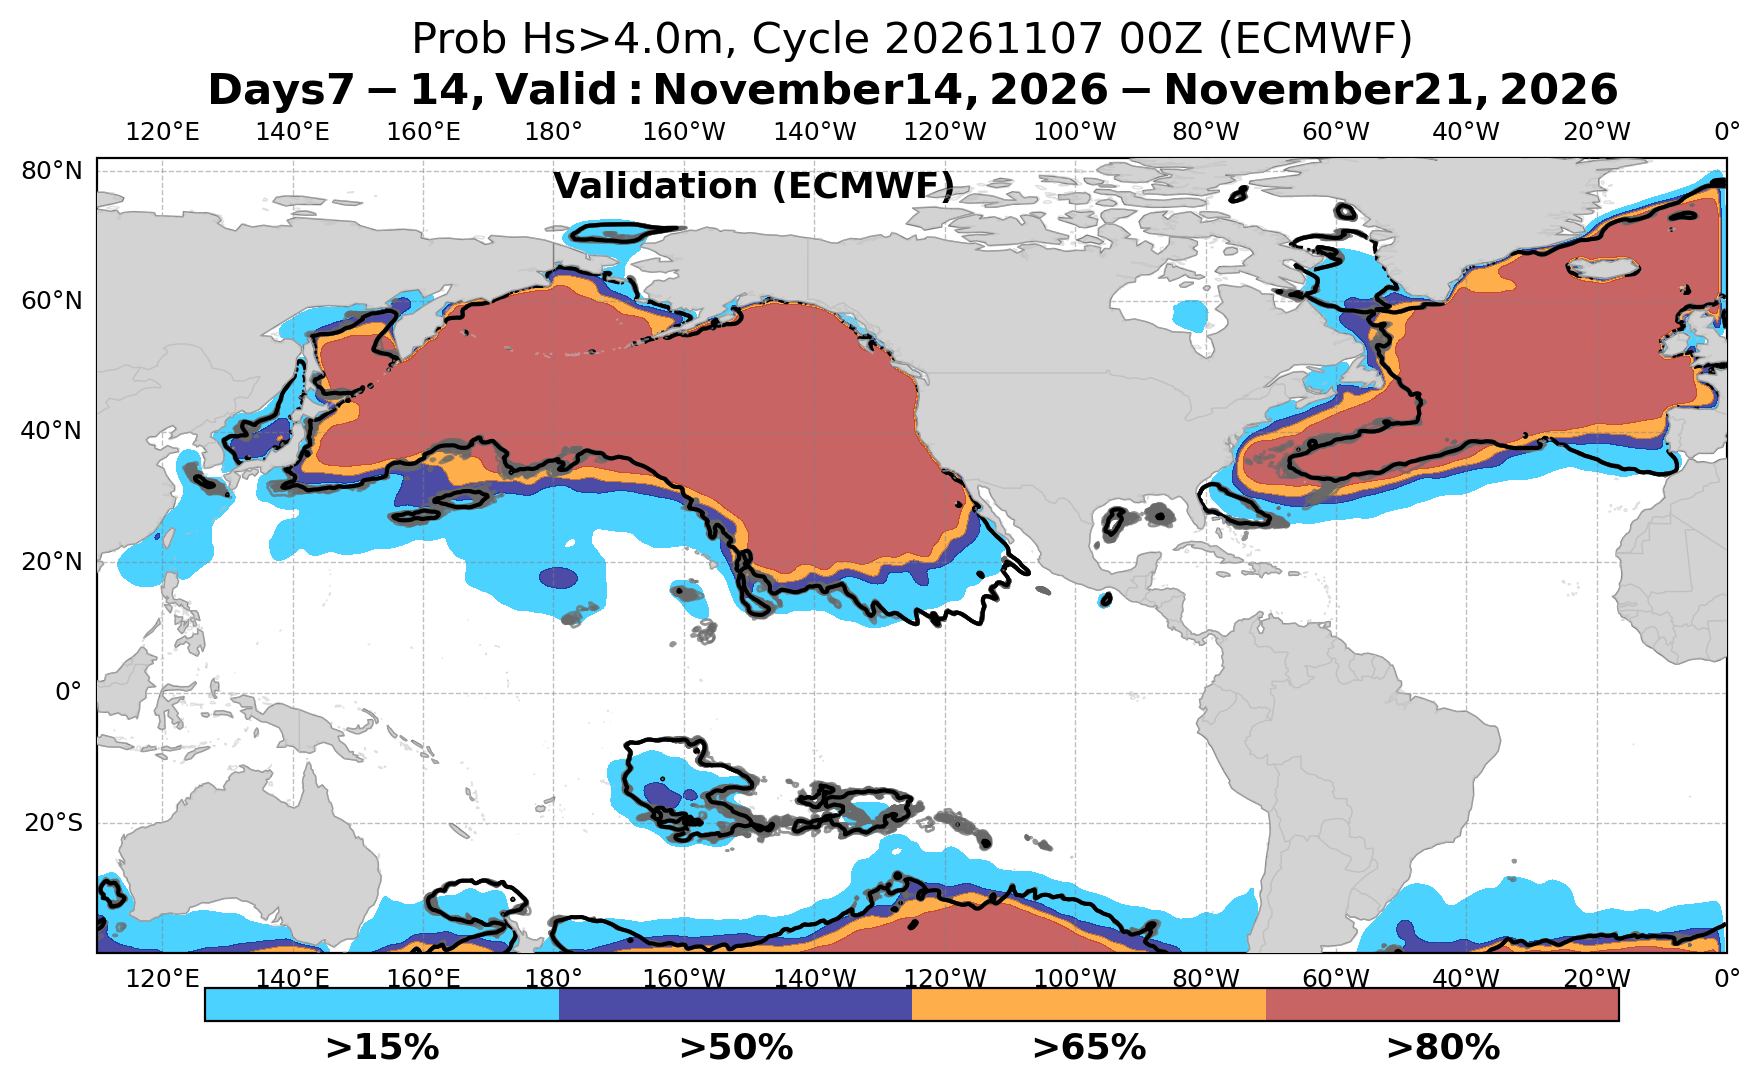 Prob Hs>4.0m, Cycle 20261107 00Z (ECMWF)
Days7 − 14, Valid : November14, 2026 − November21, 2026
120°E 140°E 160°E 180° 160°W 140°W 120°W 100°W 80°W 60°W 40°W 20°W 0°
Validation (ECMWF)
80°N
60°N
40°N
20°N
0°
20°S
120°E 140°E 160°E 180° 160°W 140°W 120°W 100°W 80°W 60°W 40°W 20°W 0°
>15% >50% >65% >80%